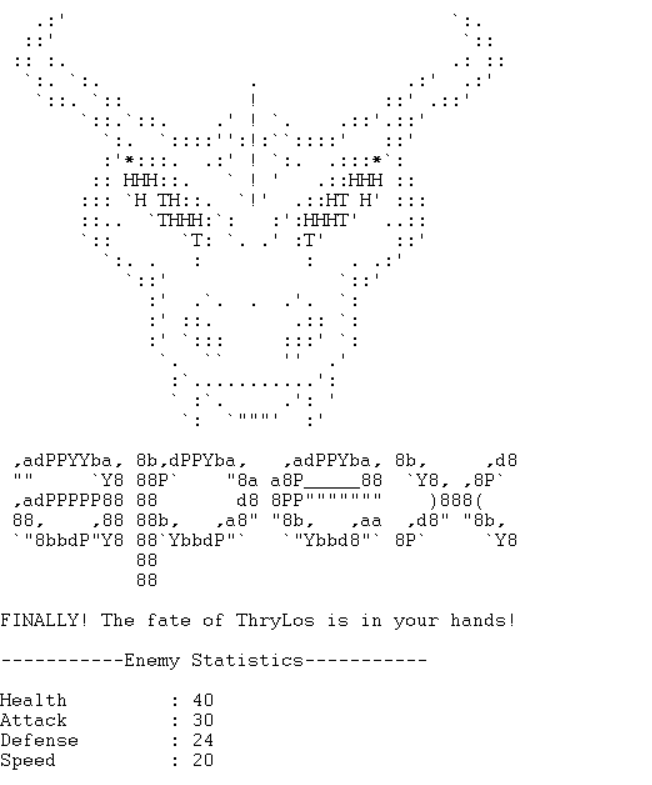 apex
FINALLY! The fate of ThryLos is in your hands!
-----------Enemy Statistics-----------
Health : 40
Attack : 30
Defense : 24
Speed : 20